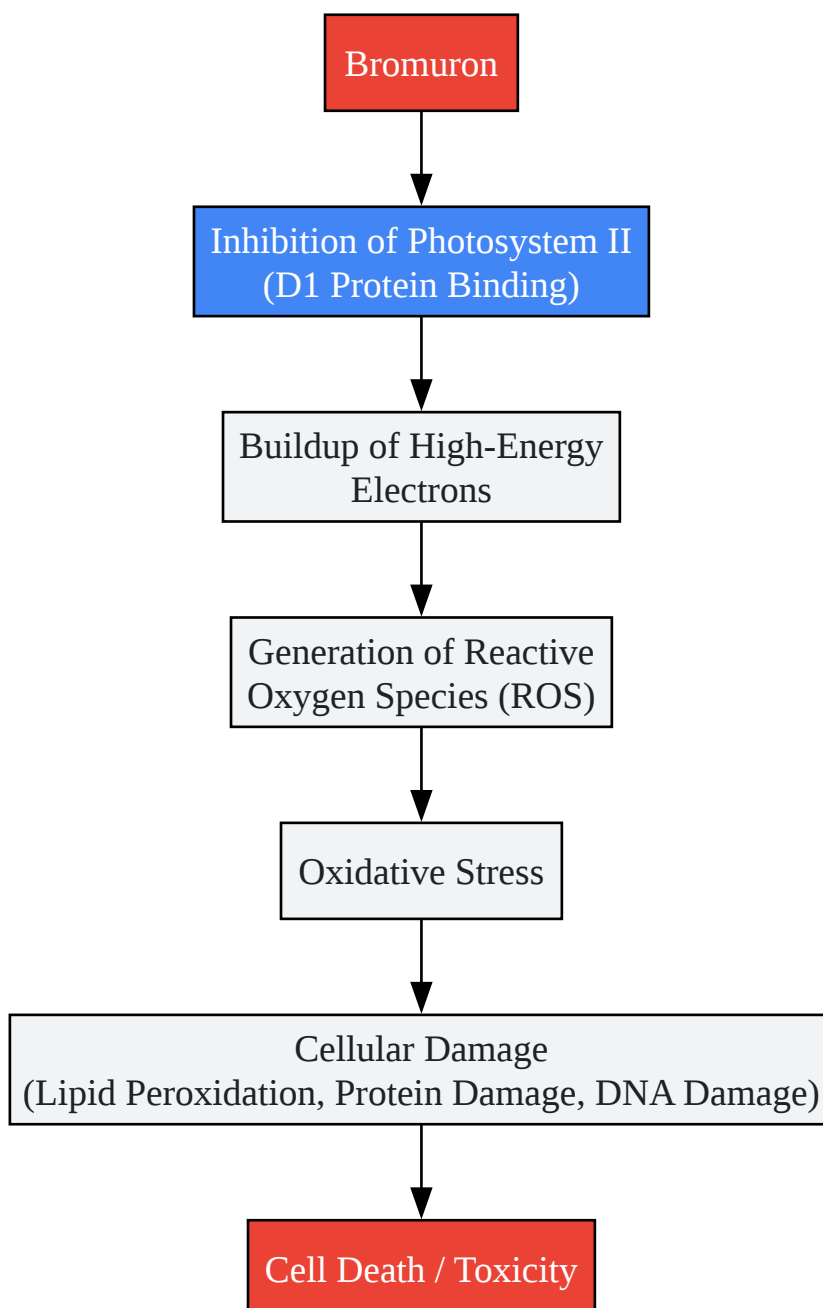 Bromuron
Inhibition of Photosystem II
(D1 Protein Binding)
Buildup of High-Energy
Electrons
Generation of Reactive
Oxygen Species (ROS)
Oxidative Stress
Cellular Damage
(Lipid Peroxidation, Protein Damage, DNA Damage)
Cell Death / Toxicity